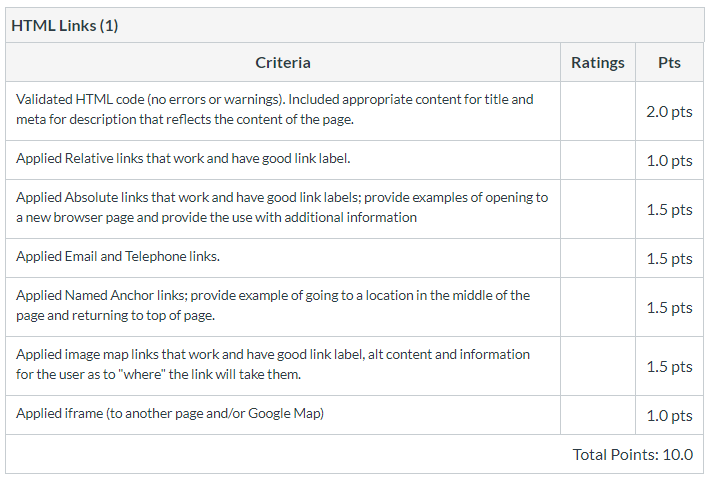 HTML Links (1)
Criteria Ratings Pts
Validated HTML code (no errors or warnings). Included appropriate content for title and
meta for description that reflects the content of the page.
2.0 pts
Applied Relative links that work and have good link label.
1.0 pts
Applied Absolute links that work and have good link labels; provide examples of opening to
a new browser page and provide the use with additional information
1.5 pts
Applied Email and Telephone links.
1.5 pts
Applied Named Anchor links; provide example of going to a location in the middle of the
page and returning to top of page.
1.5 pts
Applied image map links that work and have good link label, alt content and information
for the user as to "where" the link will take them.
1.5 pts
Applied iframe (to another page and/or Google Map)
1.0 pts
Total Points: 10.0